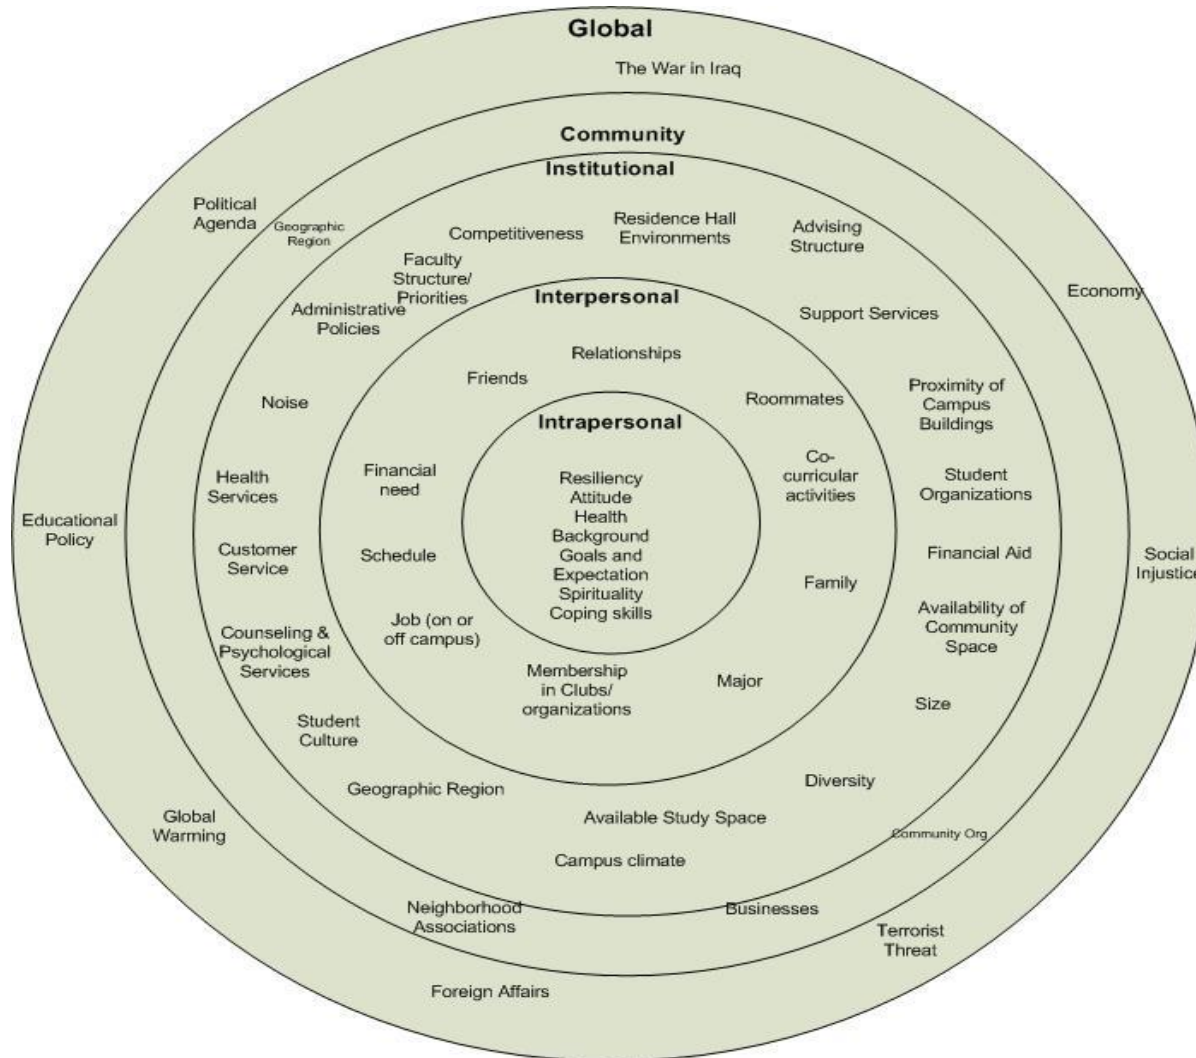 Global
The War in Iraq
Community
Institutional
Political
Agenda
Geographic
Region
Competitiveness
Residence Hall
Environments
Advising
Structure
Faculty
Structure/
Priorities
Administrative
Policies
Interpersonal
Support Services
Economy
Relationships
Friends
Noise
Roommates
Proximity of
Campus
Buildings
Intrapersonal
Resiliency
Attitude
Health
Background
Goals and
Expectation
Spirituality
Coping skills
Financial
need
Co-
curricular
activities
Health
Services
Student
Organizations
Educational
Policy
Customer
Service
Schedule
Family
Financial Aid
Social
Injustice
Job (on or
off campus)
Counseling &
Psychological
Services
Availability of
Community
Space
Membership
in Clubs/
organizations
Major
Size
Student
Culture
Geographic Region
Diversity
Available Study Space
Global
Warming
Community Org
Campus climate
Neighborhood
Associations
Businesses
Terrorist
Threat
Foreign Affairs